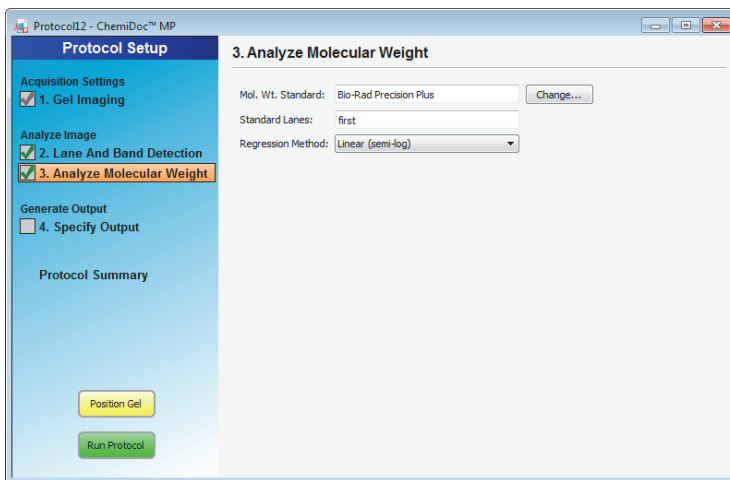 Protocol12 - ChemiDoc™ MP
Protocol Setup
Acquisition Settings
1. Gel Imaging
Analyze Image
2. Lane And Band Detection
3. Analyze Molecular Weight
Generate Output
4. Specify Output
Protocol Summary
Position Gel
Run Protocol
3. Analyze Molecular Weight
Mol. Wt. Standard: Bio-Rad Precision Plus Change...
Standard Lanes: first
Regression Method: Linear (semi-log)